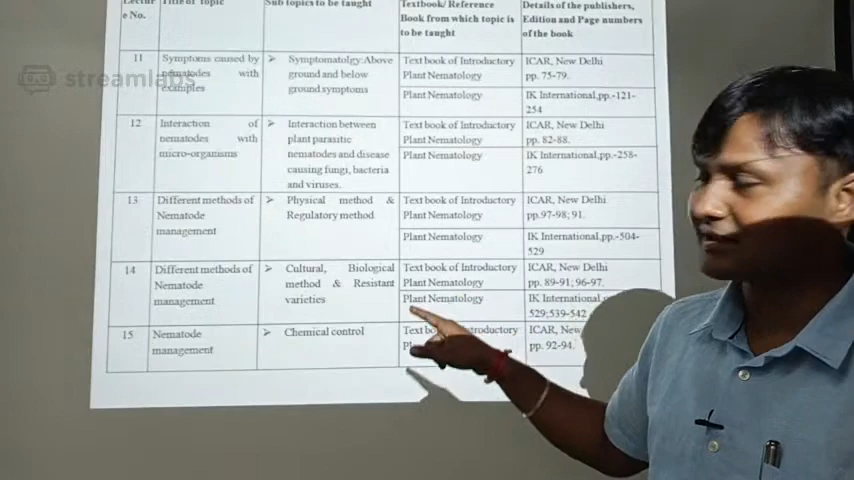 streamlabs
Lecture No.
Title of Topic
Sub topics to be taught
Textbook/ Reference
Book from which topic is
to be taught
Details of the publishers,
Edition and Page numbers
of the book
11
Symptoms caused by
nematodes with
examples
➢ Symptomatolgy:Above
ground and below
ground symptoms
Text book of Introductory
Plant Nematology
ICAR, New Delhi
pp. 75-79.
Plant Nematology
IK International,pp.-121-
254
12
Interaction of
nematodes with
micro-organisms
➢ Interaction between
plant parasitic
nematodes and disease
causing fungi, bacteria
and viruses.
Text book of Introductory
Plant Nematology
ICAR, New Delhi
pp. 82-88.
Plant Nematology
IK International,pp.-258-
276
13
Different methods of
Nematode
management
➢ Physical method &
Regulatory method
Text book of Introductory
Plant Nematology
ICAR, New Delhi
pp.97-98; 91.
Plant Nematology
IK International,pp.-504-
529
14
Different methods of
Nematode
management
➢ Cultural, Biological
method & Resistant
varieties
Text book of Introductory
Plant Nematology
ICAR, New Delhi
pp. 89-91; 96-97.
Plant Nematology
IK International,
529;539-542
15
Nematode
management
➢ Chemical control
Text book Introductory
ICAR, New
pp. 92-94.